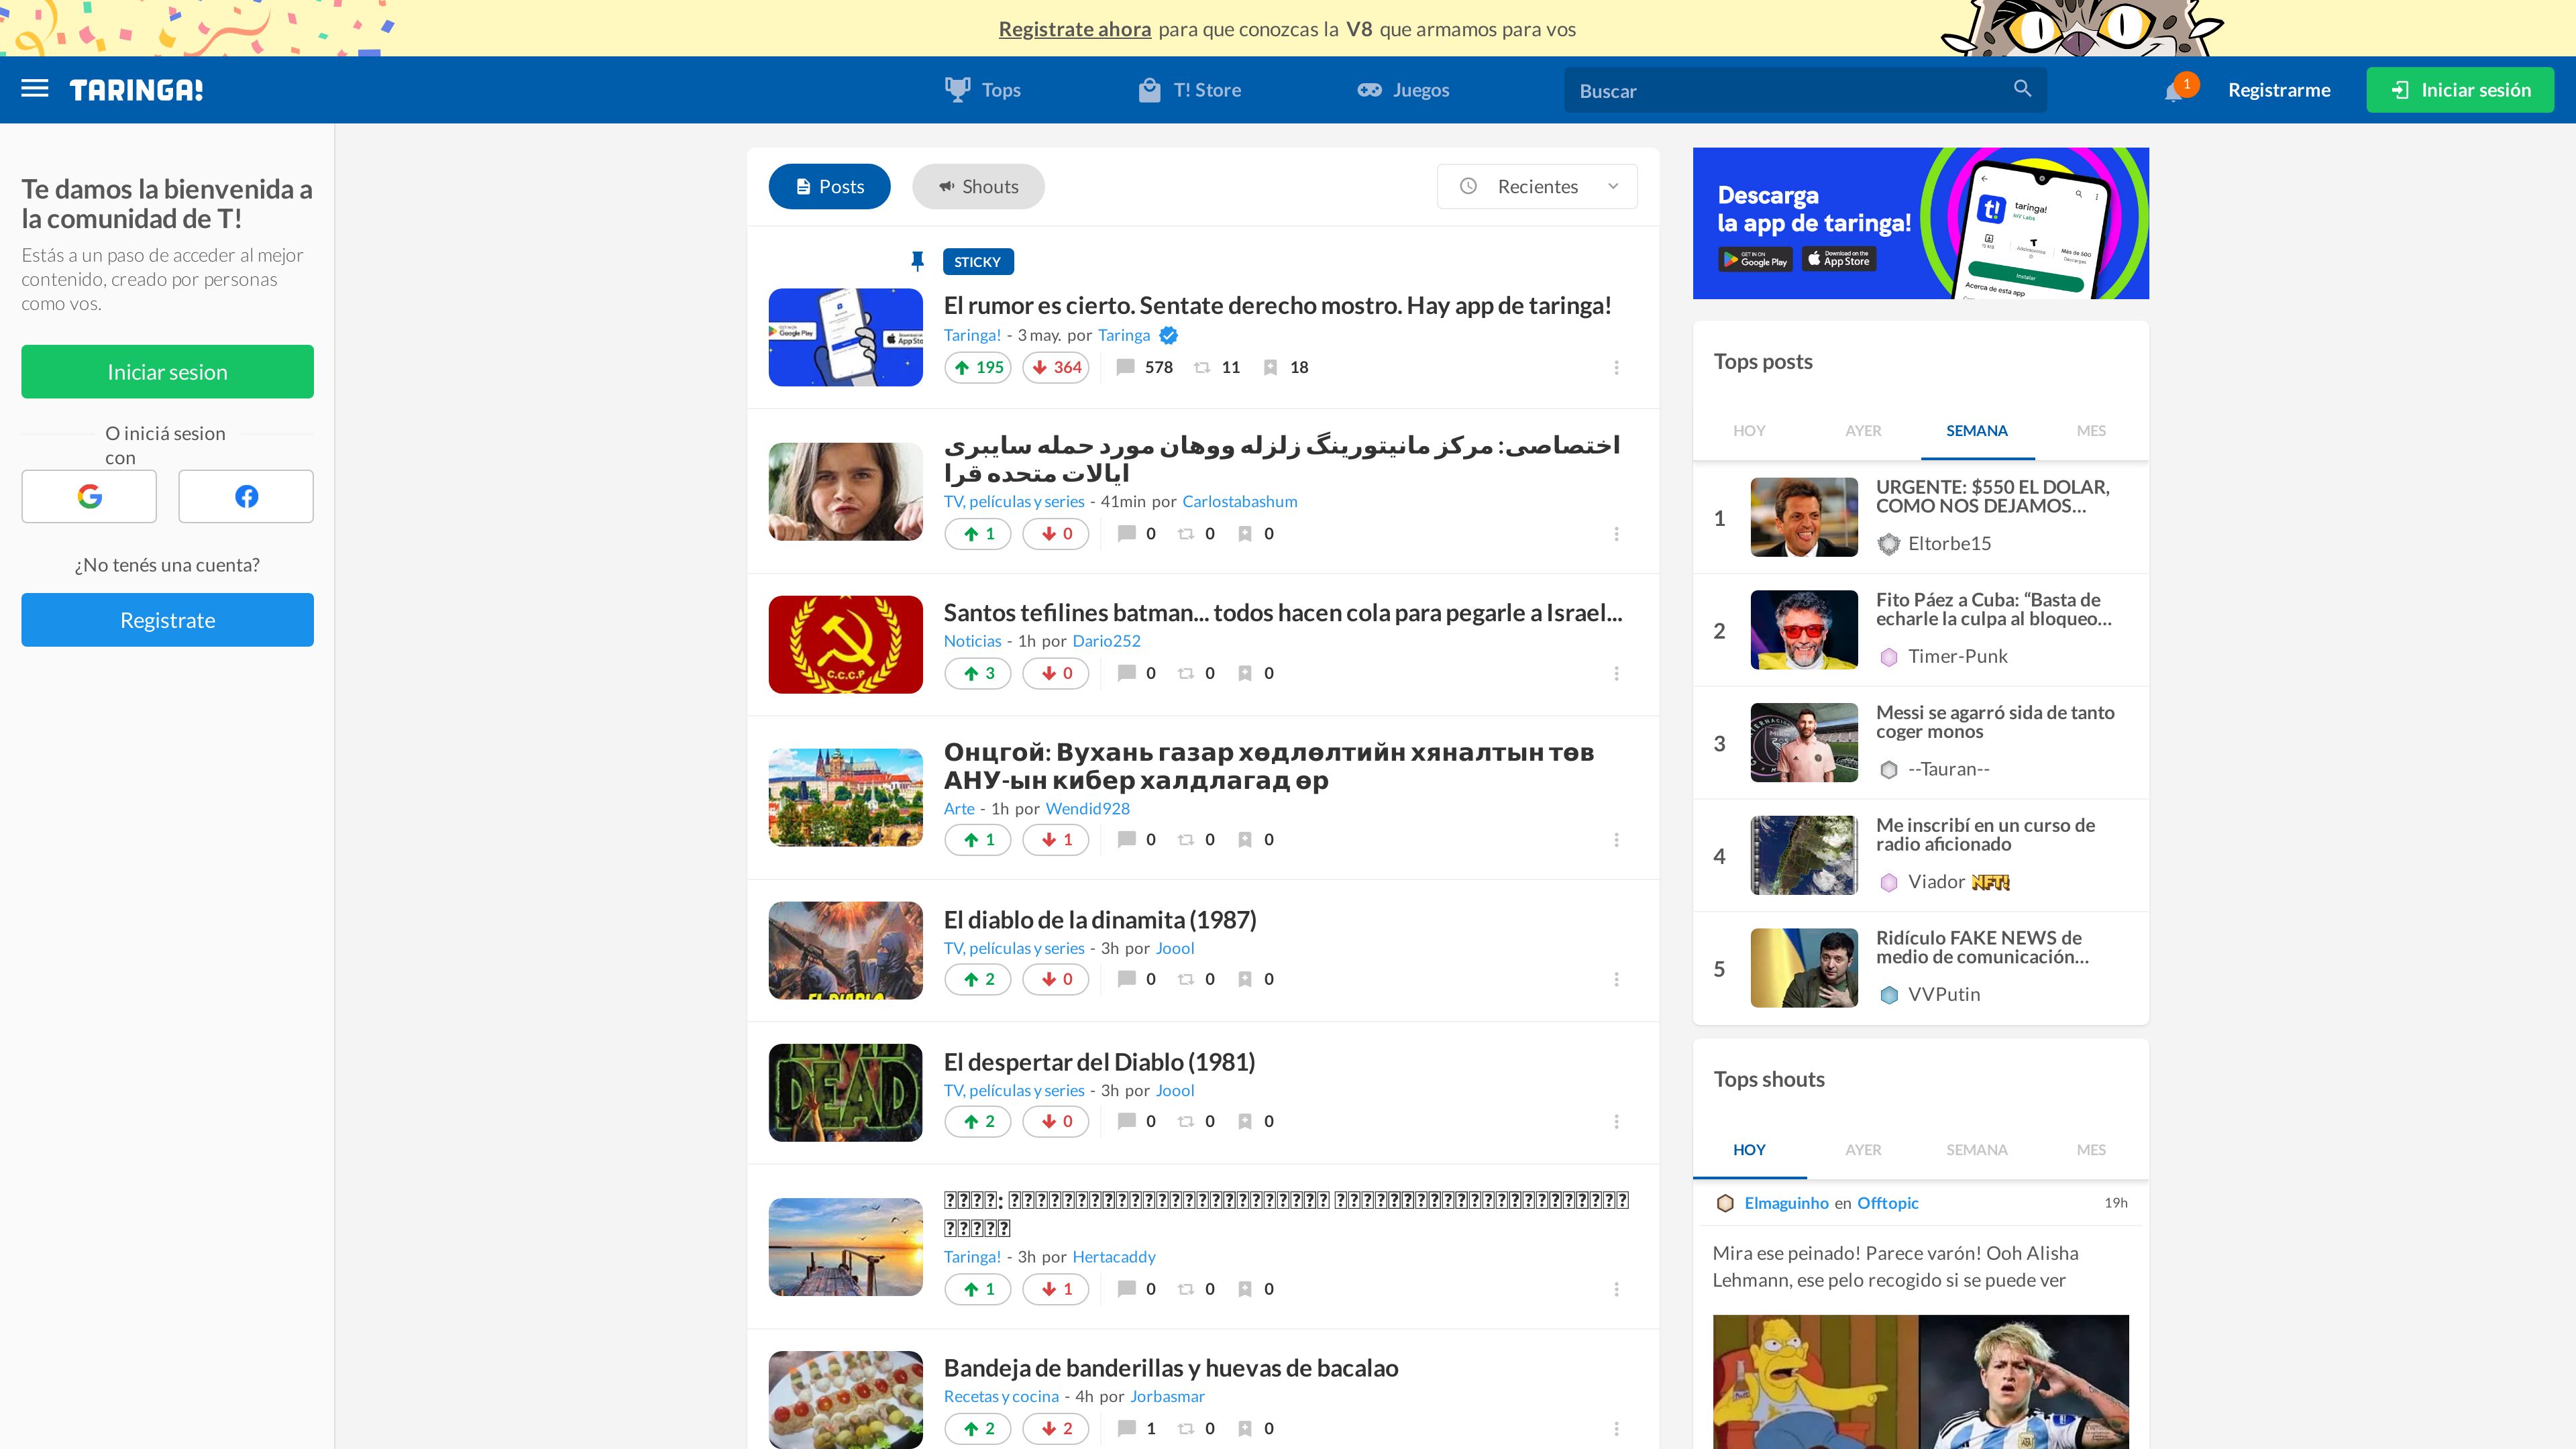 Registrate ahora para que conozcas la V8 que armamos para vos
TARINGA!
Tops
T! Store
Juegos
Buscar
1
Registrarme
Iniciar sesión
Te damos la bienvenida a
la comunidad de T!
Estás a un paso de acceder al mejor
contenido, creado por personas
como vos.
Iniciar sesion
O iniciá sesion
con
¿No tenés una cuenta?
Registrate
Posts
Shouts
Recientes
STICKY
El rumor es cierto. Sentate derecho mostro. Hay app de taringa!
Taringa! - 3 may. por Taringa
195 364 578 11 18
اختصاصی: مرکز مانیتورینگ زلزله ووهان مورد حمله سایبری
ایالات متحده قرا
TV, películas y series - 41min por Carlostabashum
1 0 0 0 0
Santos tefilines batman... todos hacen cola para pegarle a Israel...
Noticias - 1h por Dario252
3 0 0 0 0
C.C.C.P
Онцгой: Вухань газар хөдлөлтийн хяналтын төв
АНУ-ын кибер халдлагад өр
Arte - 1h por Wendid928
1 1 0 0 0
El diablo de la dinamita (1987)
TV, películas y series - 3h por Joool
2 0 0 0 0
EL DIABLO
El despertar del Diablo (1981)
TV, películas y series - 3h por Joool
2 0 0 0 0
DEAD
Taringa! - 3h por Hertacaddy
1 1 0 0 0
Bandeja de banderillas y huevas de bacalao
Recetas y cocina - 4h por Jorbasmar
2 2 1 0 0
Descarga
la app de taringa!
GET IN ON
Google Play
Download on the
App Store
t!
taringa!
Más de 500
Instalar
Acerca de esta app
Tops posts
HOY AYER SEMANA MES
1
URGENTE: $550 EL DOLAR,
COMO NOS DEJAMOS...
Eltorbe15
2
Fito Páez a Cuba: “Basta de
echarle la culpa al bloqueo...
Timer-Punk
3
Messi se agarró sida de tanto
coger monos
--Tauran--
4
Me inscribí en un curso de
radio aficionado
Viador NFT!
5
Ridículo FAKE NEWS de
medio de comunicación...
VVPutin
Tops shouts
HOY AYER SEMANA MES
Elmaguinho en Offtopic
19h
Mira ese peinado! Parece varón! Ooh Alisha
Lehmann, ese pelo recogido si se puede ver